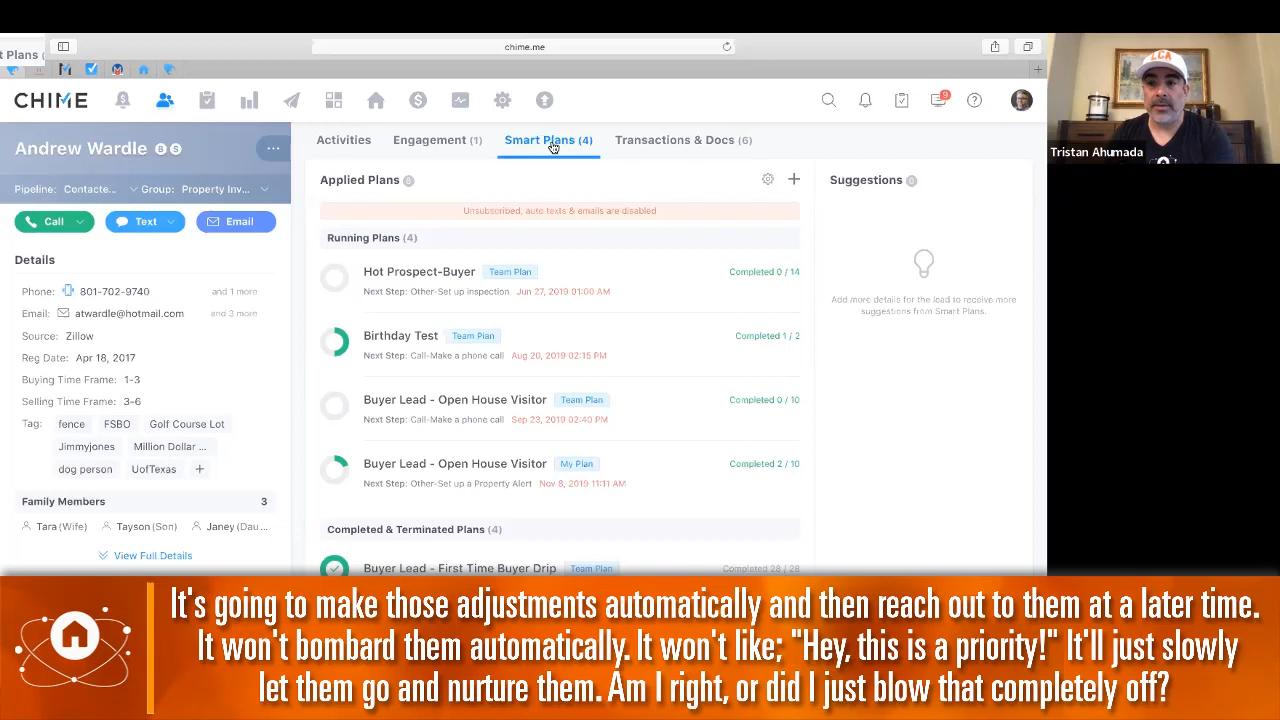 t Plans (
chime.me
CHIME
9
Andrew Wardle B S
Pipeline: Contacte... Group: Property Inv...
Call
Text
Email
Details
Phone: 801-702-9740 and 1 more
Email: atwardle@hotmail.com and 3 more
Source: Zillow
Reg Date: Apr 18, 2017
Buying Time Frame: 1-3
Selling Time Frame: 3-6
Tag: fence FSBO Golf Course Lot
Jimmyjones Million Dollar ...
dog person UofTexas +
Family Members 3
Tara (Wife) Tayson (Son) Janey (Dau...
View Full Details
Activities
Engagement (1)
Smart Plans (4)
Transactions & Docs (6)
Applied Plans
Unsubscribed, auto texts & emails are disabled
Running Plans (4)
Hot Prospect-Buyer Team Plan Completed 0 / 14
Next Step: Other-Set up inspection Jun 27, 2019 01:00 AM
Birthday Test Team Plan Completed 1 / 2
Next Step: Call-Make a phone call Aug 20, 2019 02:15 PM
Buyer Lead - Open House Visitor Team Plan Completed 0 / 10
Next Step: Call-Make a phone call Sep 23, 2019 02:40 PM
Buyer Lead - Open House Visitor My Plan Completed 2 / 10
Next Step: Other-Set up a Property Alert Nov 8, 2019 11:11 AM
Completed & Terminated Plans (4)
Buyer Lead - First Time Buyer Drip Team Plan Completed 28 / 28
Suggestions
Add more details for the lead to receive more
suggestions from Smart Plans.
LCA
Tristan Ahumada
It's going to make those adjustments automatically and then reach out to them at a later time.
It won't bombard them automatically. It won't like; "Hey, this is a priority!" It'll just slowly
let them go and nurture them. Am I right, or did I just blow that completely off?